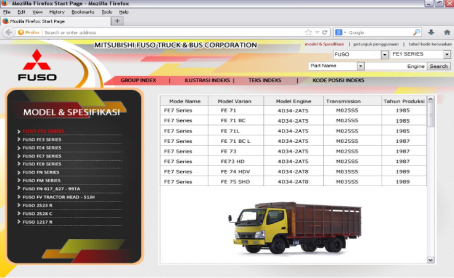 Mozilla Firefox Start Page - Mozilla Firefox
File Edit View History Bookmarks Tools Help
Mozilla Firefox Start Page
Firefox Search or enter address
Google
MITSUBISHI FUSO TRUCK & BUS CORPORATION
model & Spesifikasi | petunjuk penggunaan | tabel kode kerusakan
FUSO FE1 SERIES
Part Name Engine Search
FUSO
GROUP INDEX | ILUSTRASI INDEKS | TEKS INDEKS | KODE POSISI INDEKS
MODEL & SPESIFIKASI
FUSO FE3 SERIES
FUSO FE4 SERIES
FUSO FE7 SERIES
FUSO FE8 SERIES
FUSO FN SERIES
FUSO FM SERIES
FUSO FN 617_627 - RSTA
FUSO FV TRACTOR HEAD - 51JH
FUSO 2523 R
FUSO 2528 C
FUSO 1217 R
Mode Name Model Varian Model Engine Transmission Tahun Produksi
FE7 Series FE 71 4D34-2AT5 M025S5 1985
FE7 Series FE 71 BC 4D34-2AT5 M025S5 1985
FE7 Series FE 71L 4D34-2AT5 M025S5 1985
FE7 Series FE 71 BC L 4D34-2AT5 M025S5 1987
FE7 Series FE 73 4D34-2AT5 M025S5 1987
FE7 Series FE73 HD 4D34-2AT5 M025S5 1987
FE7 Series FE 74 HDV 4D34-2AT8 M035S5 1989
FE7 Series FE 75 SHD 4D34-2AT8 M035S5 1989